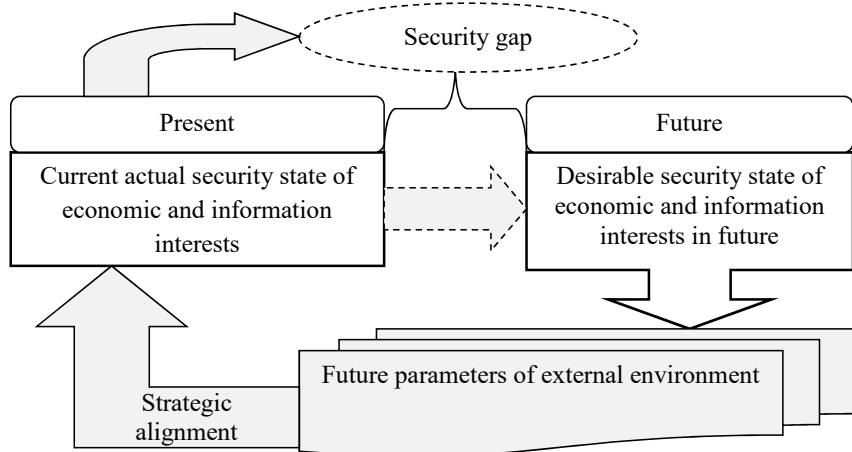 Security gap
Present
Future
Current actual security state of
economic and information
interests
Desirable security state of
economic and information
interests in future
Future parameters of external environment
Strategic
alignment